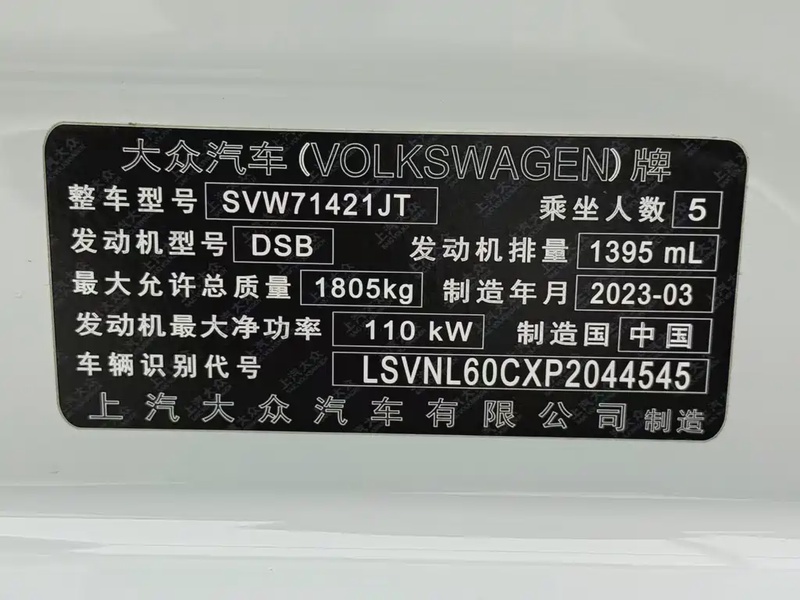 大众汽车(VOLKSWAGEN)牌
整车型号 SVW71421JT 乘坐人数 5
发动机型号 DSB 发动机排量 1395 mL
最大允许总质量 1805kg 制造年月 2023-03
发动机最大净功率 110 kW 制造国 中国
车辆识别代号 LSVNL60CXP2044545
上汽大众汽车有限公司制造